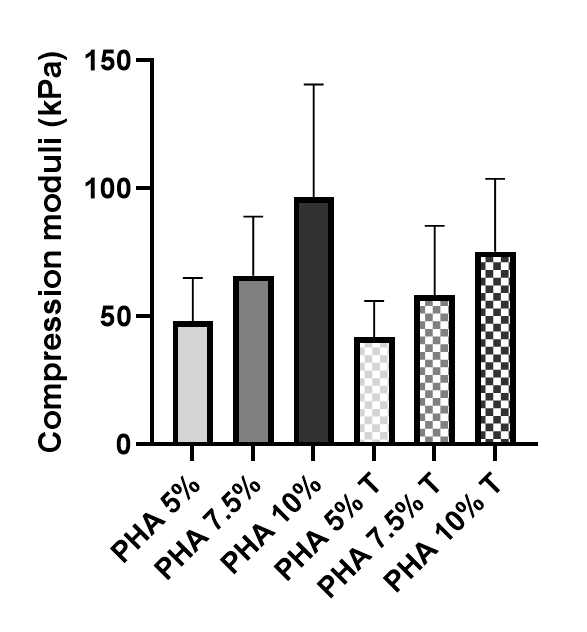 Compression moduli (kPa)
150
100
50
0
PHA 5%
PHA 7.5%
PHA 10%
PHA 5% T
PHA 7.5% T
PHA 10% T